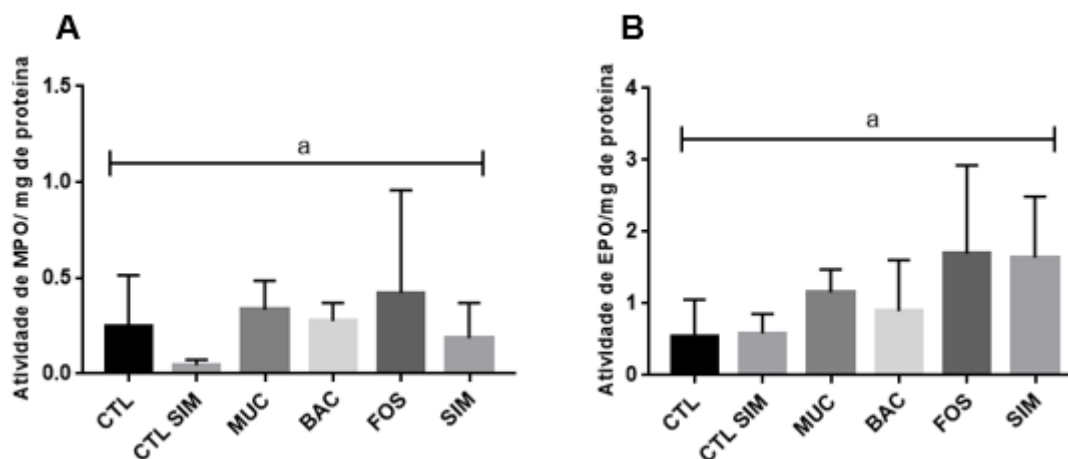 A
Atividade de MPO/ mg de proteína
1.5
1.0
0.5
0.0
a
CTL
CTL SIM
MUC
BAC
FOS
SIM
B
Atividade de EPO/mg de proteína
4
3
2
1
0
a
CTL
CTL SIM
MUC
BAC
FOS
SIM